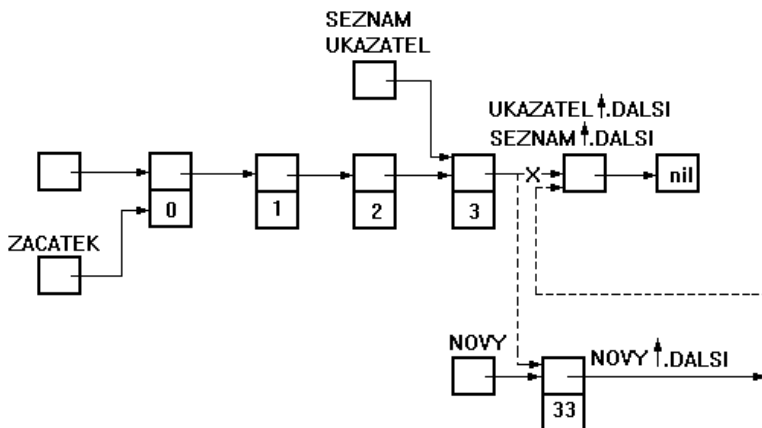 SEZNAM
UKAZATEL
UKAZATEL↑.DALSI
SEZNAM↑.DALSI
X
nil
0
1
2
3
ZACATEK
NOVY
NOVY↑.DALSI
33